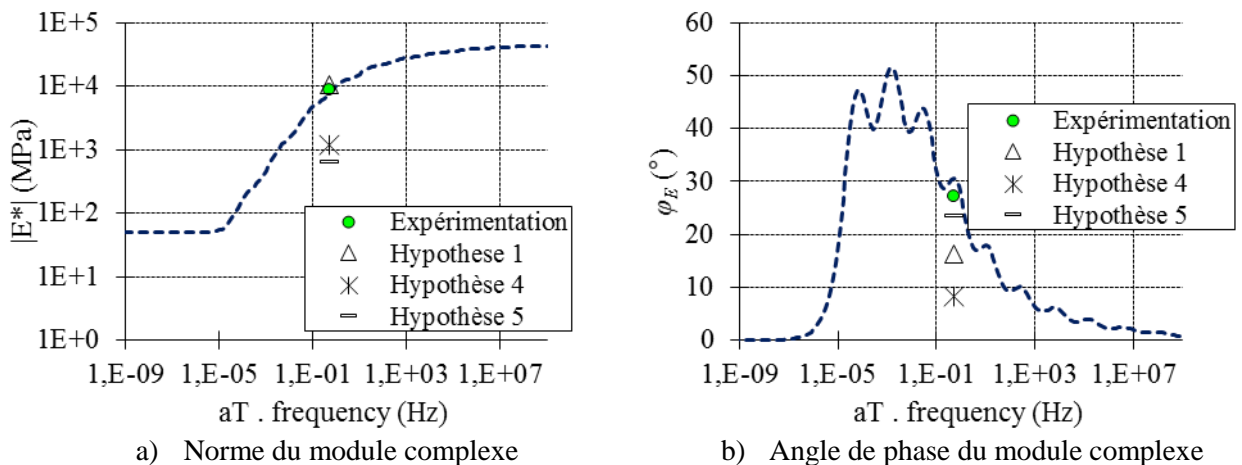 1E+5
1E+4
1E+3
1E+2
1E+1
1E+0
|E*| (MPa)
Expérimentation
Hypothese 1
Hypothèse 4
Hypothèse 5
1,E-09 1,E-05 1,E-01 1,E+03 1,E+07
aT . frequency (Hz)
a) Norme du module complexe
60
50
40
30
20
10
0
φE (°)
Expérimentation
Hypothèse 1
Hypothèse 4
Hypothèse 5
1,E-09 1,E-05 1,E-01 1,E+03 1,E+07
aT . frequency (Hz)
b) Angle de phase du module complexe